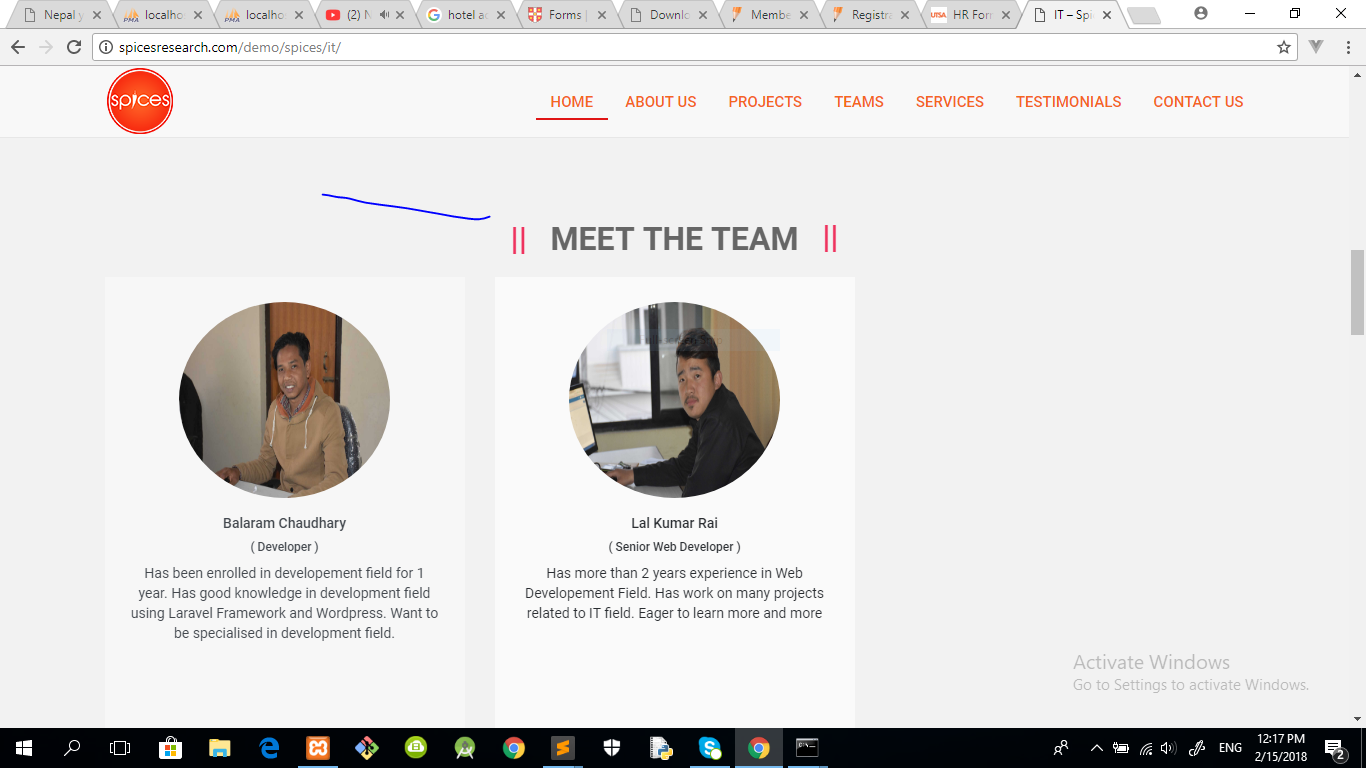 Nepal y
localhos
localhos
(2) N
hotel ac
Forms |
Downlo
Membe
Registra
HR Forn
IT – Spi
spicesresearch.com/demo/spices/it/
spices
HOME ABOUT US PROJECTS TEAMS SERVICES TESTIMONIALS CONTACT US
|| MEET THE TEAM ||
Balaram Chaudhary
( Developer )
Has been enrolled in developement field for 1
year. Has good knowledge in development field
using Laravel Framework and Wordpress. Want to
be specialised in development field.
Lal Kumar Rai
( Senior Web Developer )
Has more than 2 years experience in Web
Developement Field. Has work on many projects
related to IT field. Eager to learn more and more
Activate Windows
Go to Settings to activate Windows.
ENG
12:17 PM
2/15/2018
2